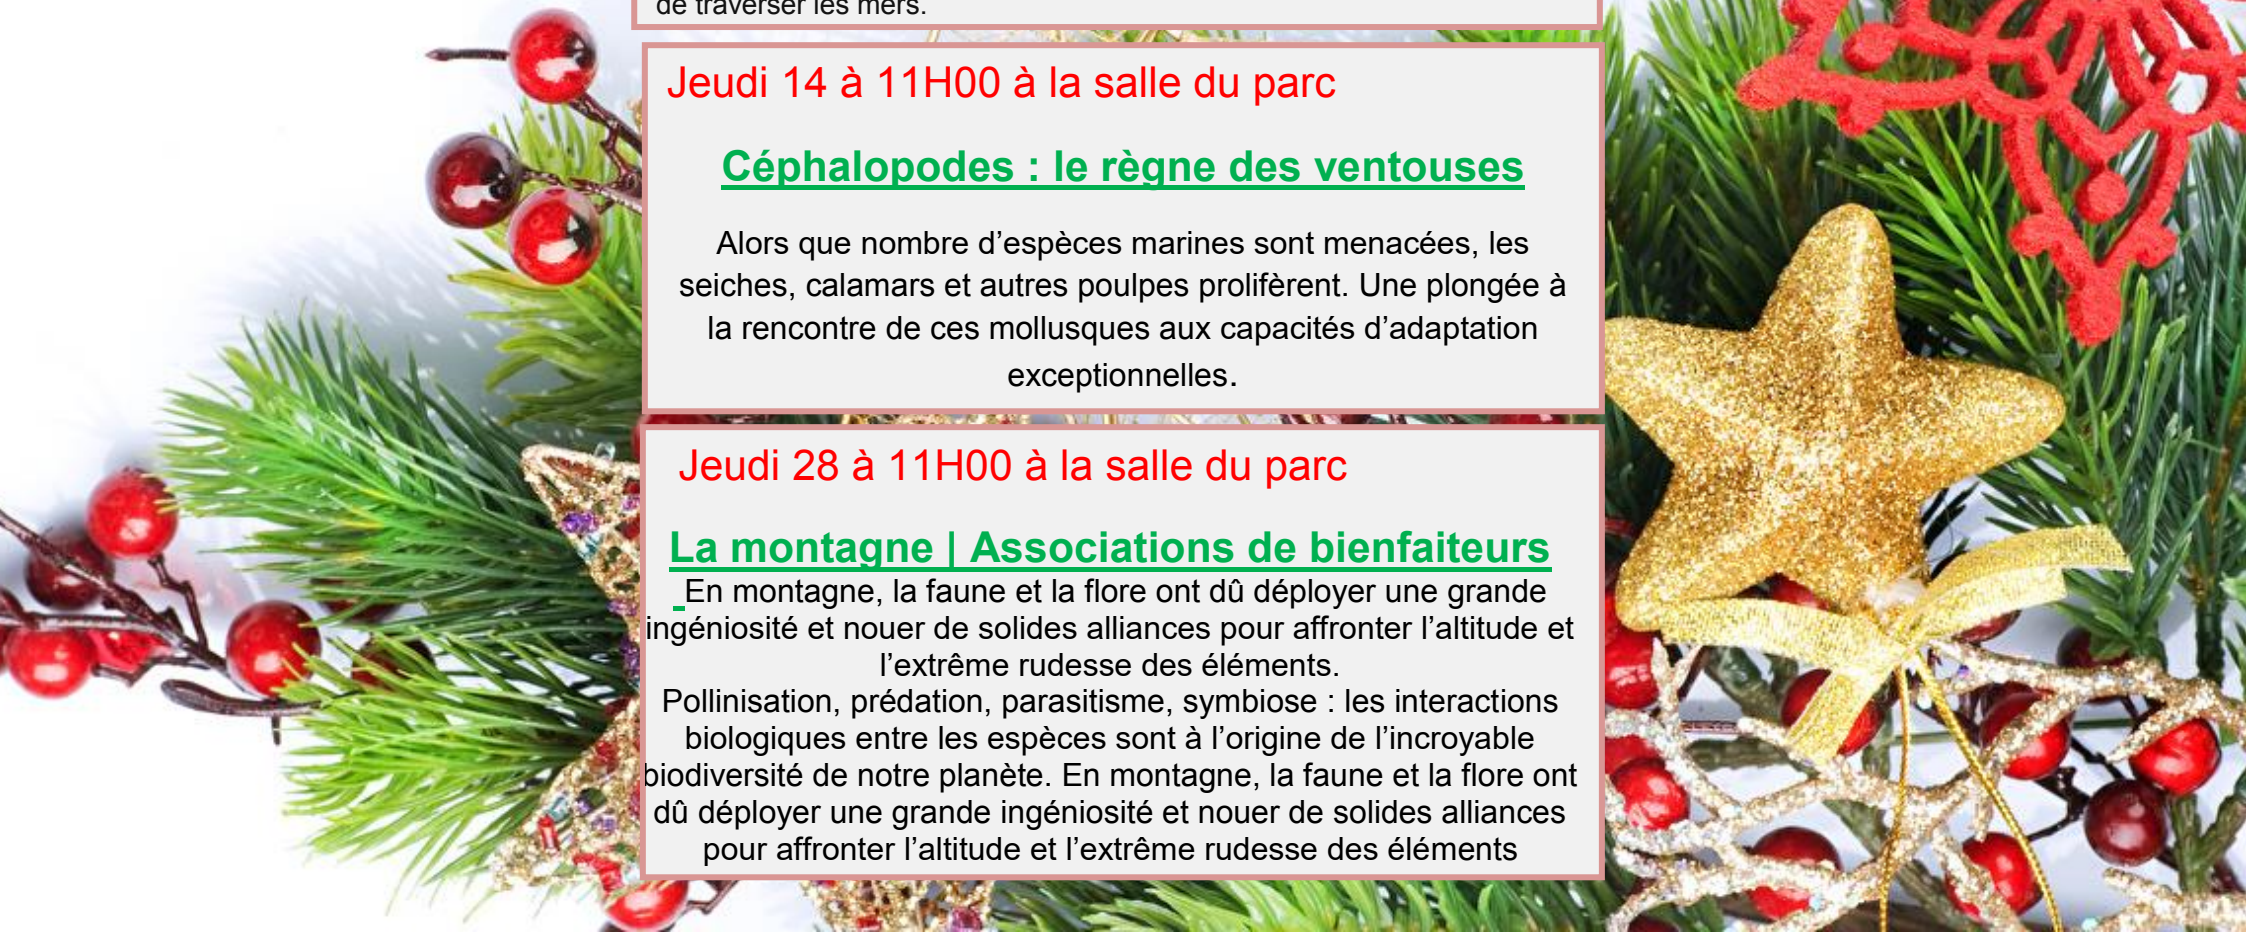 de traverser les mers.
Jeudi 14 à 11H00 à la salle du parc
Céphalopodes : le règne des ventouses
Alors que nombre d’espèces marines sont menacées, les
seiches, calamars et autres poulpes prolifèrent. Une plongée à
la rencontre de ces mollusques aux capacités d’adaptation
exceptionnelles.
Jeudi 28 à 11H00 à la salle du parc
La montagne | Associations de bienfaiteurs
En montagne, la faune et la flore ont dû déployer une grande
ingéniosité et nouer de solides alliances pour affronter l’altitude et
l’extrême rudesse des éléments.
Pollinisation, prédation, parasitisme, symbiose : les interactions
biologiques entre les espèces sont à l’origine de l’incroyable
biodiversité de notre planète. En montagne, la faune et la flore ont
dû déployer une grande ingéniosité et nouer de solides alliances
pour affronter l’altitude et l’extrême rudesse des éléments